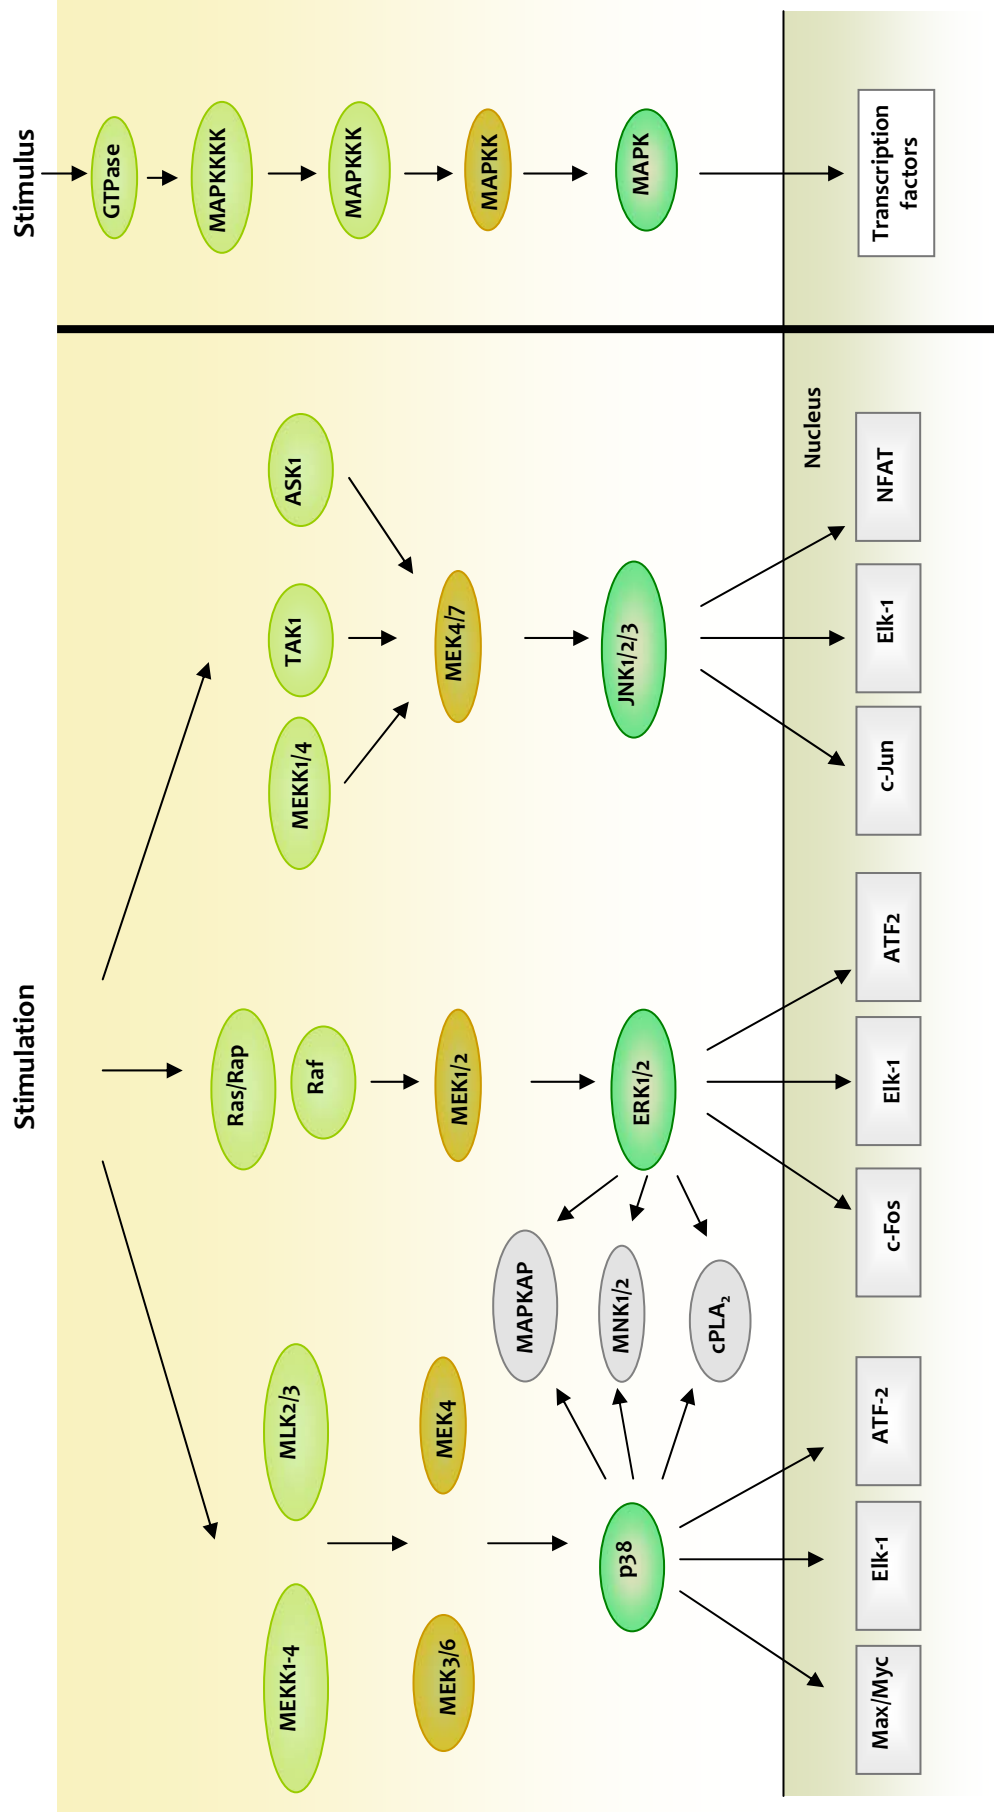 Stimulation
Stimulus
GTPase
MAPKKKK
MAPKKK
MAPKK
MAPK
Transcription
factors
MEKK1-4
MLK2/3
Ras/Rap
Raf
MEKK1/4
TAK1
ASK1
MEK3/6
MEK4
MEK1/2
MEK4/7
MAPKAP
MNK1/2
cPLA₂
p38
ERK1/2
JNK1/2/3
Nucleus
Max/Myc
Elk-1
ATF-2
c-Fos
Elk-1
ATF2
c-Jun
Elk-1
NFAT